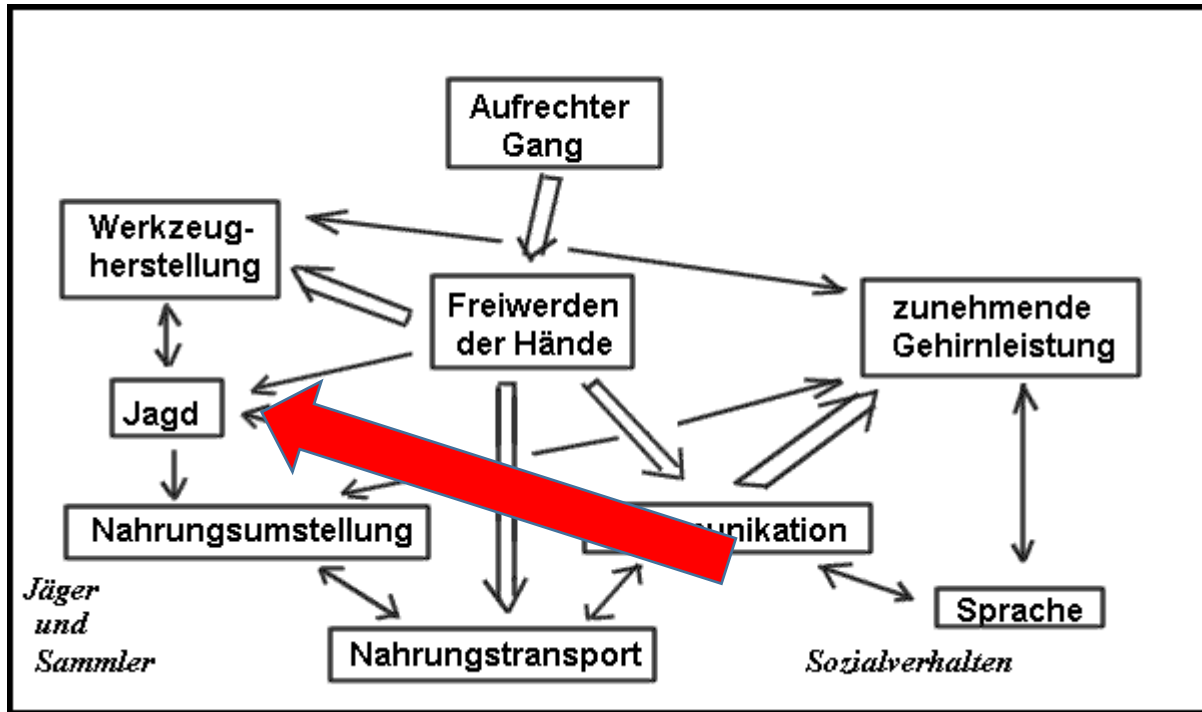 Aufrechter
Gang
Werkzeug-
herstellung
Freiwerden
der Hände
zunehmende
Gehirnleistung
Jagd
Nahrungsumstellung
Jäger
und
Sammler
Nahrungstransport
Sprache
Sozialverhalten